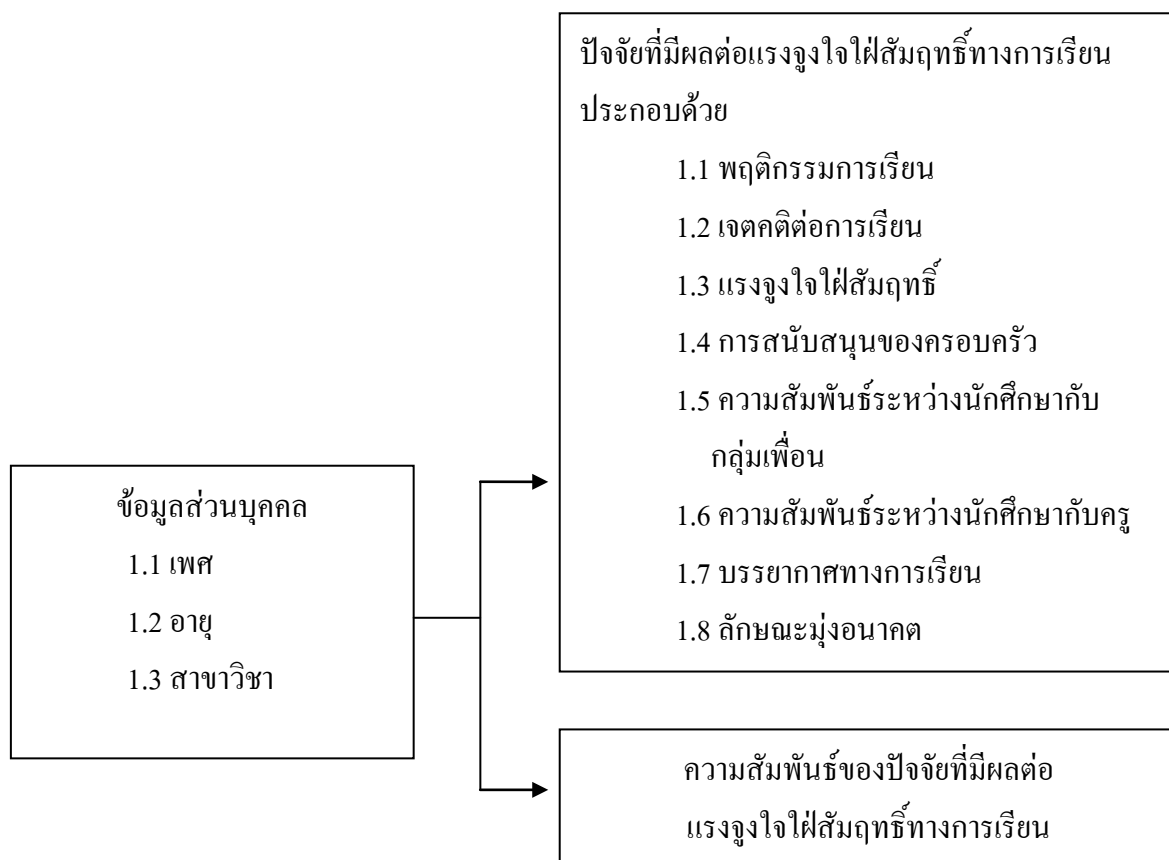 ปัจจัยที่มีผลต่อแรงจูงใจใฝ่สัมฤทธิ์ทางการเรียน
ประกอบด้วย
1.1 พฤติกรรมการเรียน
1.2 เจตคติต่อการเรียน
1.3 แรงจูงใจใฝ่สัมฤทธิ์
1.4 การสนับสนุนของครอบครัว
1.5 ความสัมพันธ์ระหว่างนักศึกษากับ
กลุ่มเพื่อน
1.6 ความสัมพันธ์ระหว่างนักศึกษากับครู
1.7 บรรยากาศทางการเรียน
1.8 ลักษณะมุ่งอนาคต
ข้อมูลส่วนบุคคล
1.1 เพศ
1.2 อายุ
1.3 สาขาวิชา
ความสัมพันธ์ของปัจจัยที่มีผลต่อ
แรงจูงใจใฝ่สัมฤทธิ์ทางการเรียน